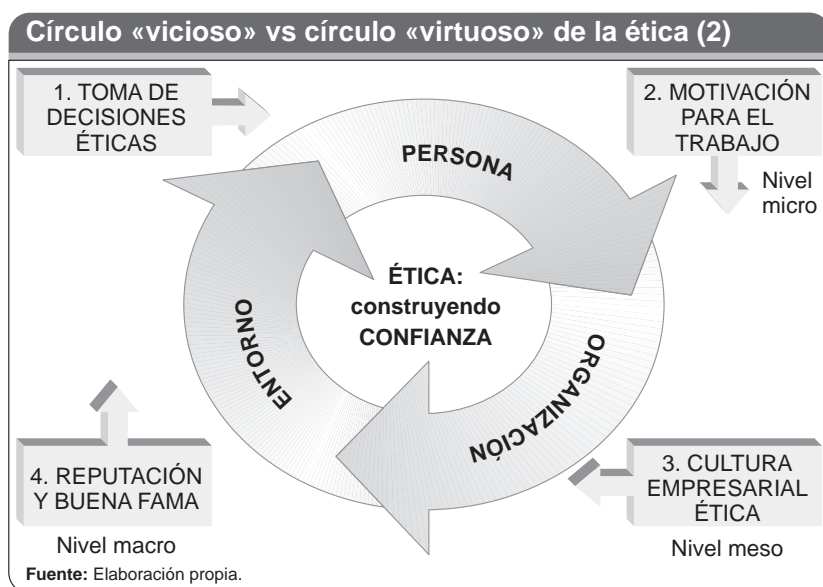 Círculo «vicioso» vs círculo «virtuoso» de la ética (2)
1. TOMA DE
DECISIONES
ÉTICAS
2. MOTIVACIÓN
PARA EL
TRABAJO
Nivel
micro
PERSONA
ÉTICA:
construyendo
CONFIANZA
ENTORNO
ORGANIZACIÓN
4. REPUTACIÓN
Y BUENA FAMA
Nivel macro
3. CULTURA
EMPRESARIAL
ÉTICA
Nivel meso
Fuente: Elaboración propia.